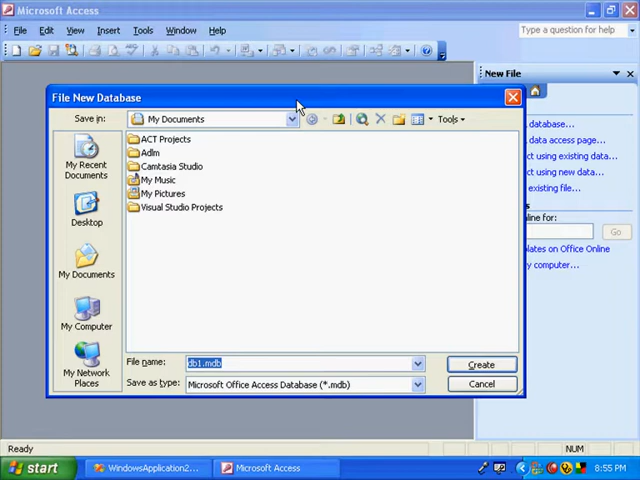 Microsoft Access
File Edit View Insert Tools Window Help
Type a question for help
New File
File New Database
Save in: My Documents Tools
ACT Projects
Adlm
Camtasia Studio
My Music
My Pictures
Visual Studio Projects
My Recent Documents
Desktop
My Documents
My Computer
My Network Places
File name: db1.mdb Create
Save as type: Microsoft Office Access Database (*.mdb) Cancel
database...
data access page...
using existing data...
using new data...
existing file...
for:
Go
on Office Online
computer...
Ready NUM
start WindowsApplication2... Microsoft Access 8:55 PM